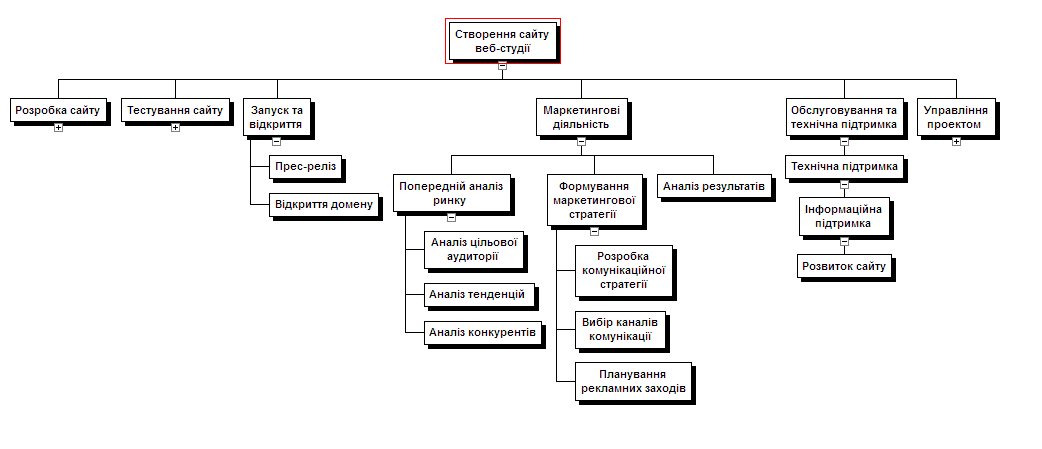 Створення сайту
веб-студії
Розробка сайту
Тестування сайту
Запуск та
відкриття
Маркетингові
діяльність
Обслуговування та
технічна підтримка
Управління
проектом
Прес-реліз
Відкриття домену
Попередній аналіз
ринку
Аналіз цільової
аудиторії
Аналіз тенденцій
Аналіз конкурентів
Формування
маркетингової
стратегії
Розробка
комунікаційної
стратегії
Вибір каналів
комунікації
Планування
рекламних заходів
Аналіз результатів
Технічна підтримка
Інформаційна
підтримка
Розвиток сайту